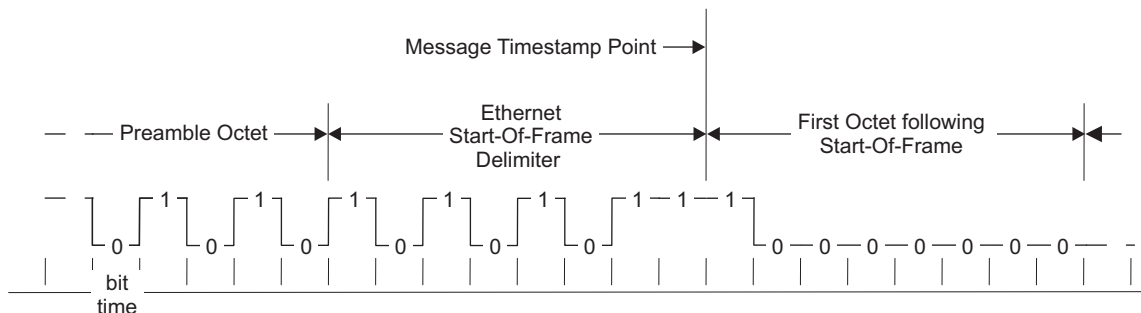 Message Timestamp Point
Preamble Octet
Ethernet
Start-Of-Frame
Delimiter
First Octet following
Start-Of-Frame
1 1 1 1 1 1 1 1
0 0 0 0 0 0 0 0 0 0 0 0 0
bit
time